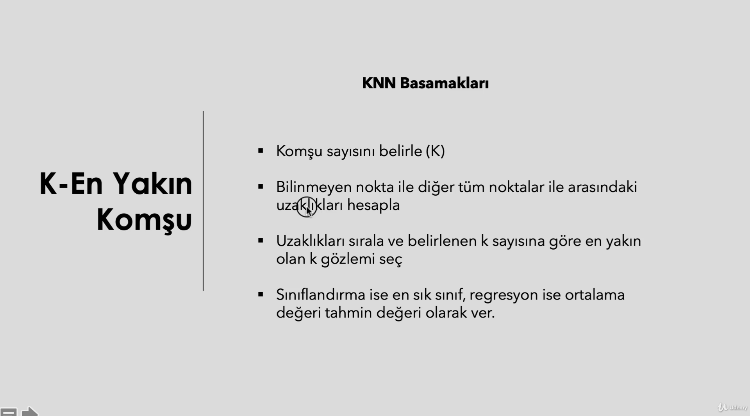 KNN Basamakları
K-En Yakın
Komşu
▪ Komşu sayısını belirle (K)
▪ Bilinmeyen nokta ile diğer tüm noktalar ile arasındaki
uzaklıkları hesapla
▪ Uzaklıkları sırala ve belirlenen k sayısına göre en yakın
olan k gözlemi seç
▪ Sınıflandırma ise en sık sınıf, regresyon ise ortalama
değeri tahmin değeri olarak ver.